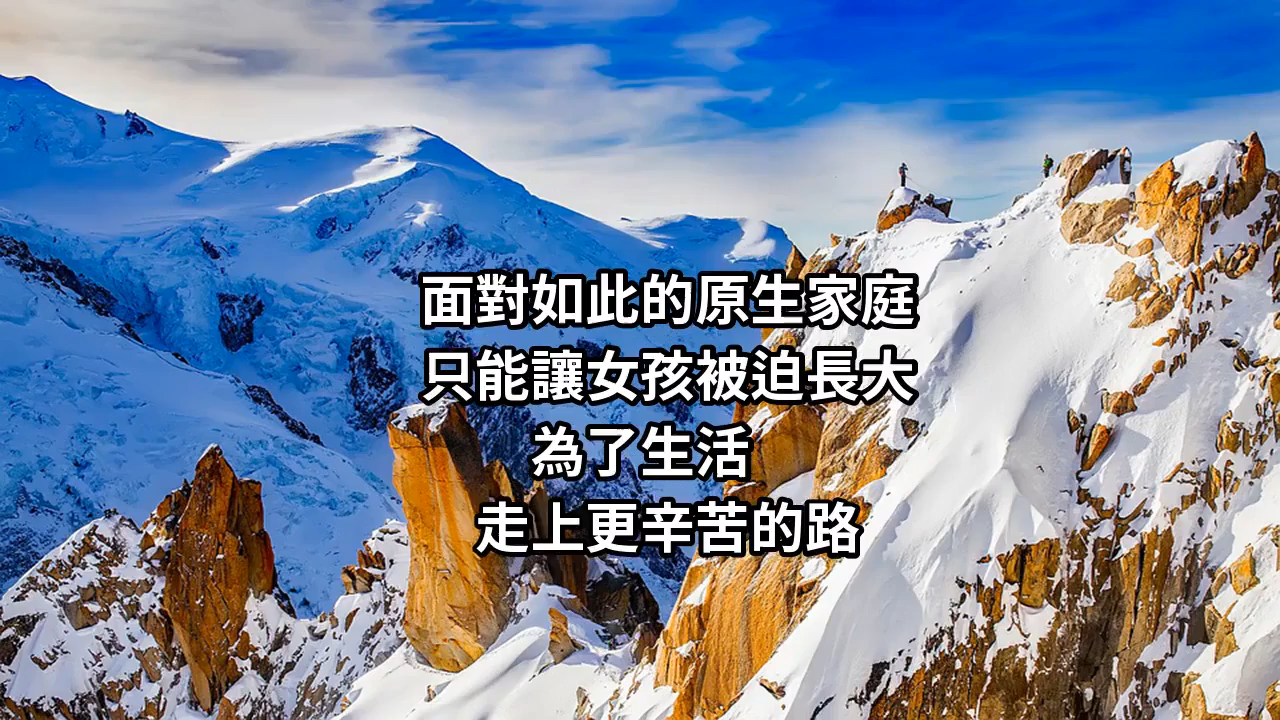 面對如此的原生家庭
只能讓女孩被迫長大
為了生活
走上更辛苦的路